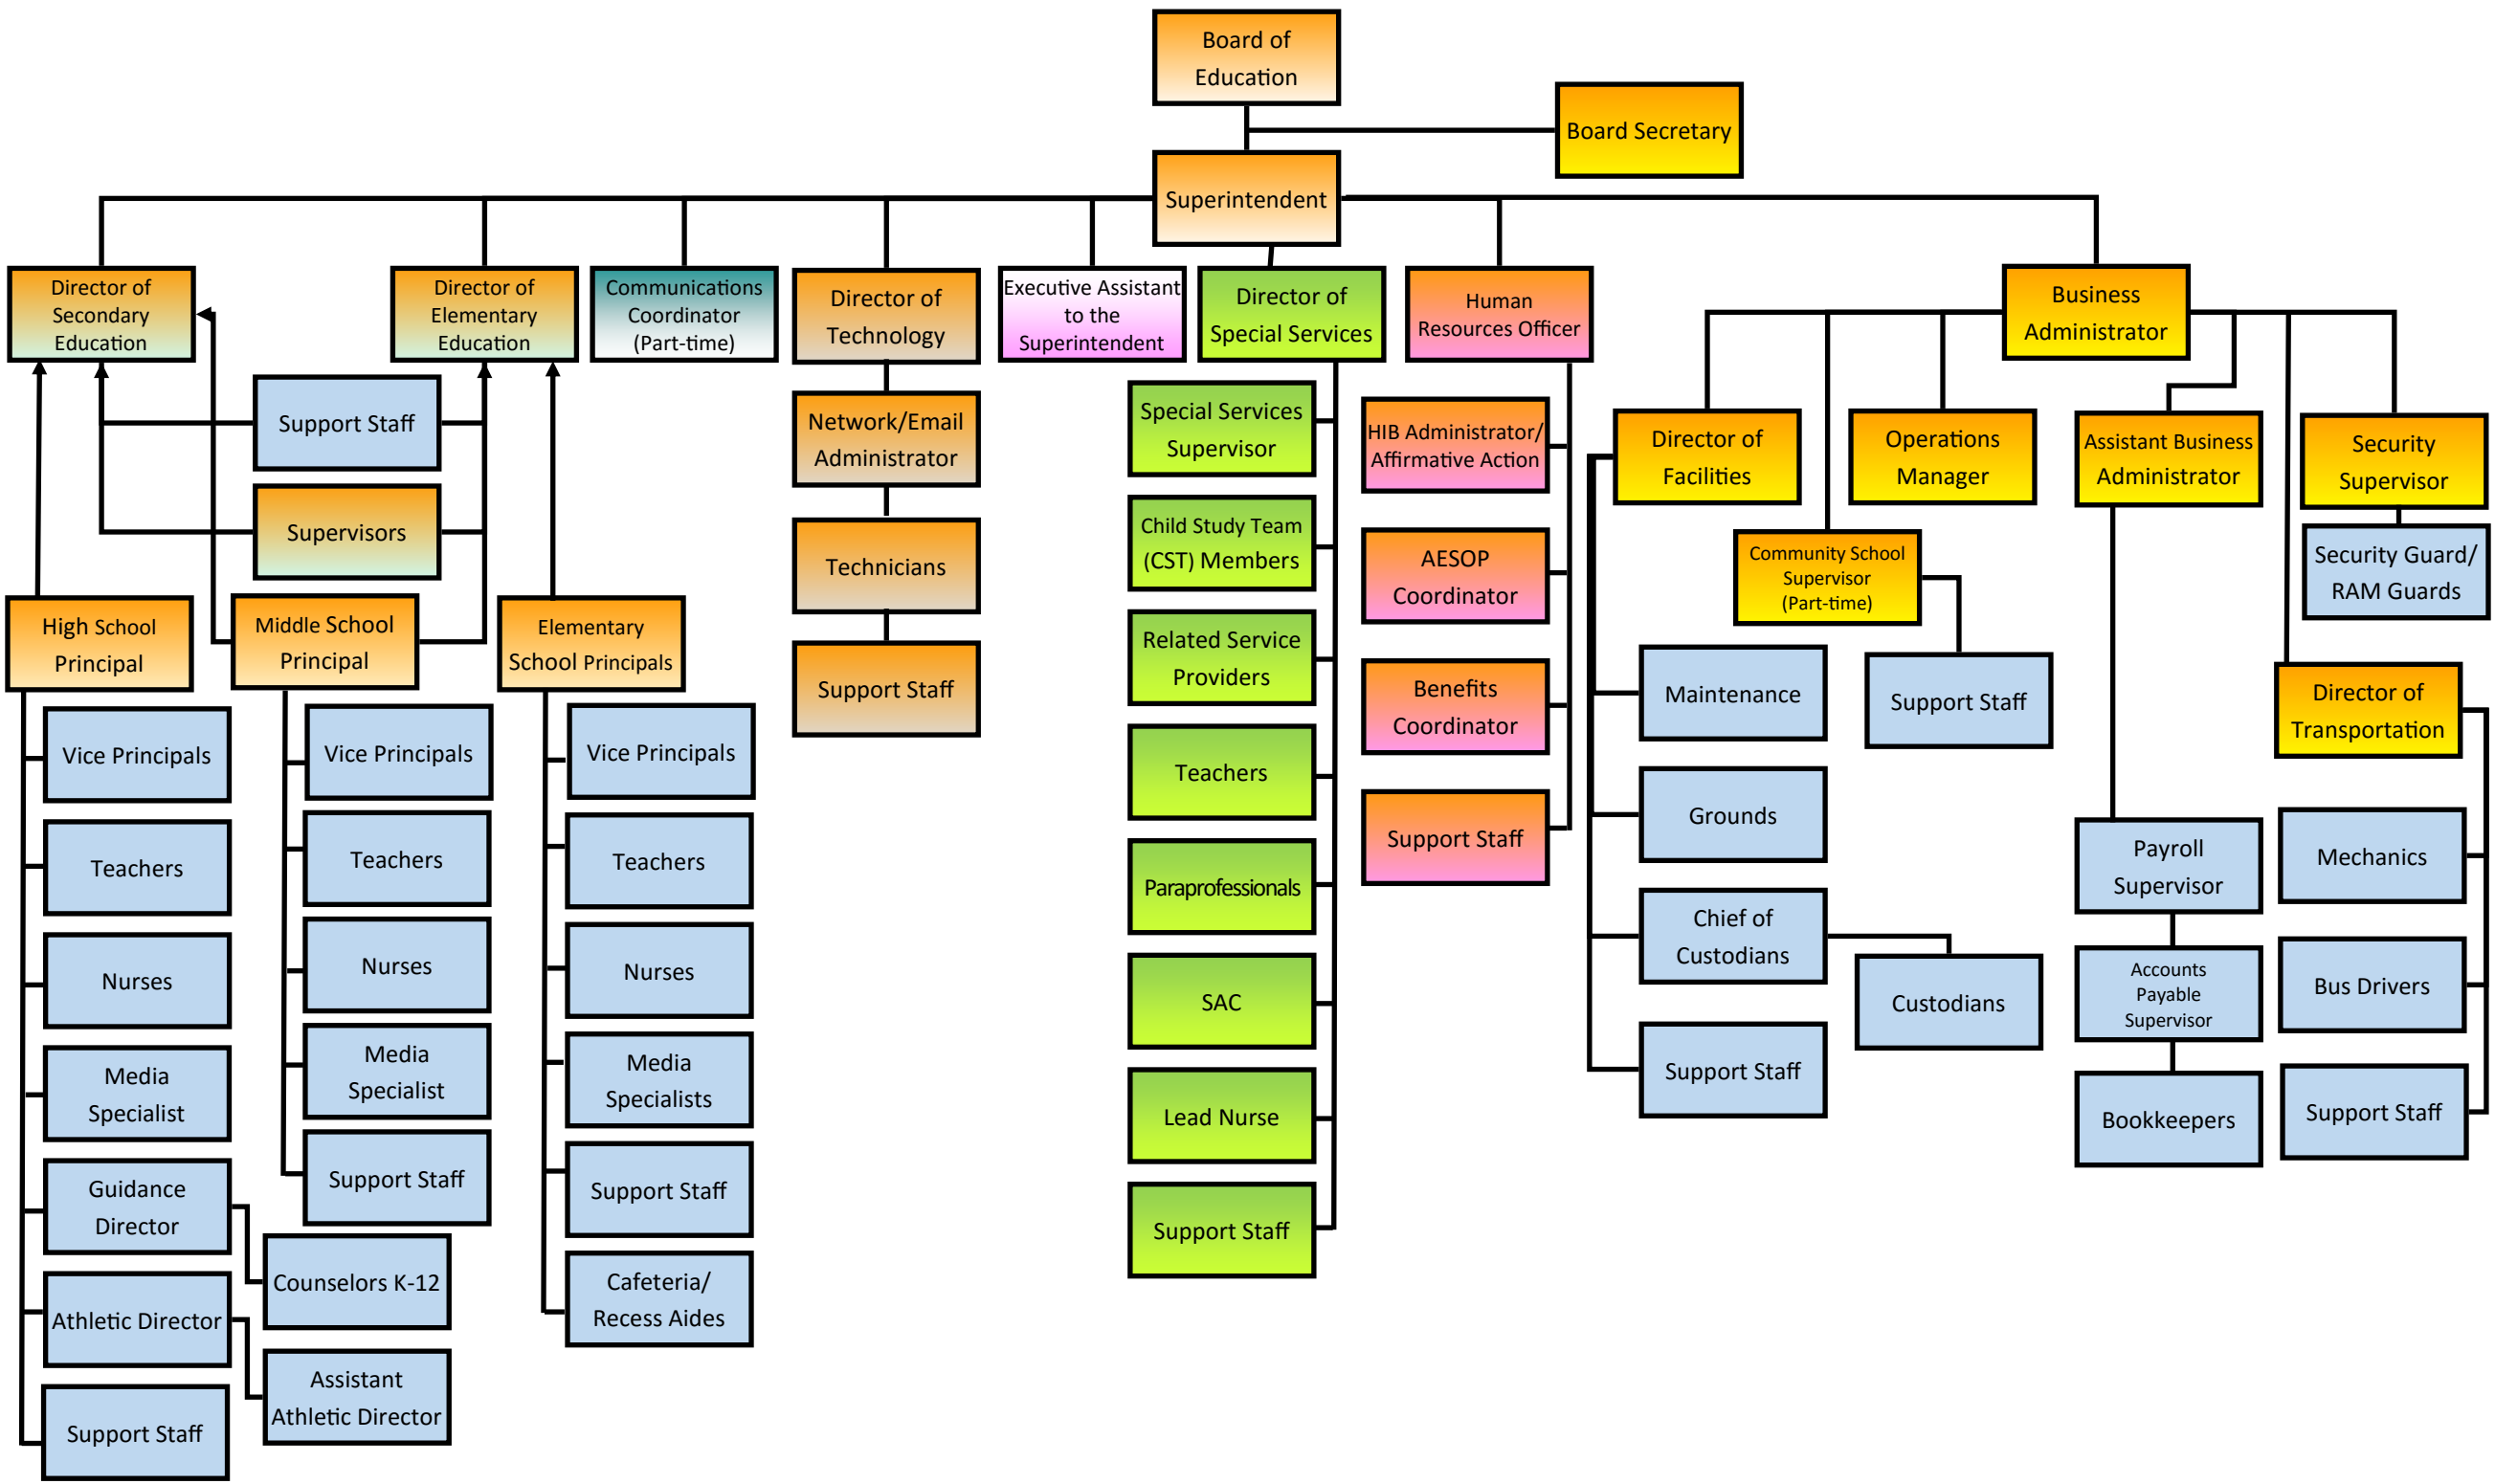 Board of
Education
Board Secretary
Superintendent
Director of
Secondary
Education
Director of
Elementary
Education
Communications
Coordinator
(Part-time)
Director of
Technology
Executive Assistant
to the
Superintendent
Director of
Special Services
Human
Resources Officer
Business
Administrator
Support Staff
Supervisors
High School
Principal
Middle School
Principal
Elementary
School Principals
Vice Principals
Teachers
Nurses
Media
Specialist
Guidance
Director
Athletic Director
Support Staff
Counselors K-12
Assistant
Athletic Director
Vice Principals
Teachers
Nurses
Media
Specialist
Support Staff
Vice Principals
Teachers
Nurses
Media
Specialists
Support Staff
Cafeteria/
Recess Aides
Network/Email
Administrator
Technicians
Support Staff
Special Services
Supervisor
Child Study Team
(CST) Members
Related Service
Providers
Teachers
Paraprofessionals
SAC
Lead Nurse
Support Staff
HIB Administrator/
Affirmative Action
AESOP
Coordinator
Benefits
Coordinator
Support Staff
Director of
Facilities
Operations
Manager
Assistant Business
Administrator
Security
Supervisor
Community School
Supervisor
(Part-time)
Security Guard/
RAM Guards
Maintenance
Grounds
Chief of
Custodians
Support Staff
Custodians
Support Staff
Payroll
Supervisor
Accounts
Payable
Supervisor
Bookkeepers
Director of
Transportation
Mechanics
Bus Drivers
Support Staff